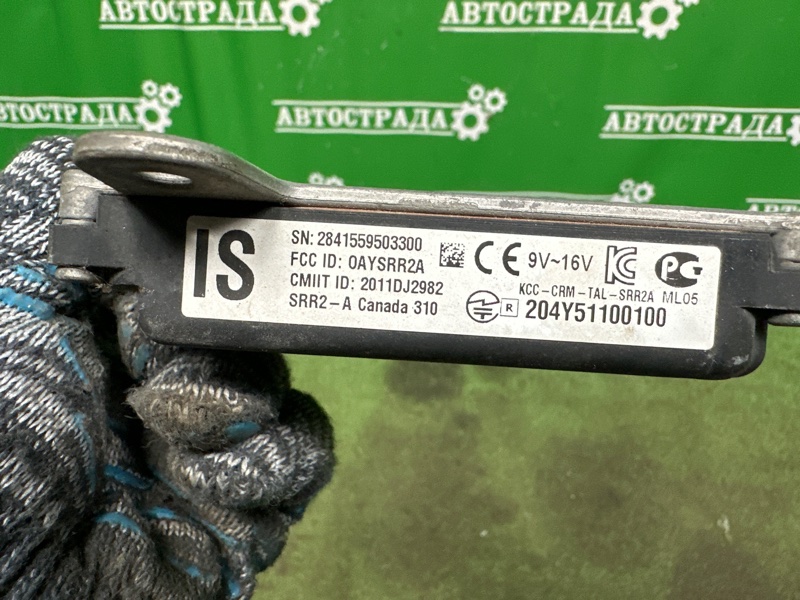 АВТОСТРАДА
АВТОСТРАДА
АВТОСТРАДА
АВТОСТРАДА
АВТОСТРАДА
IS
SN: 2841559503300
FCC ID: OAYSRR2A
CMIIT ID: 2011DJ2982
SRR2-A Canada 310
CE 9V~16V
KCC-CRM-TAL-SRR2A ML05
R 204Y51100100